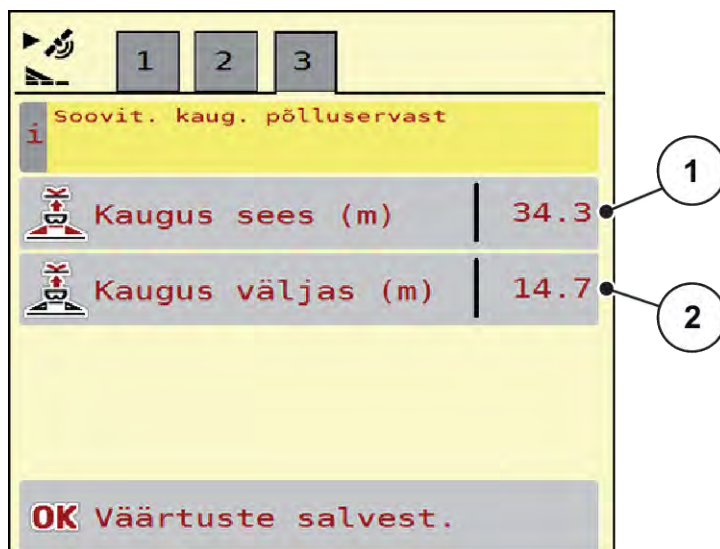 1 2 3
i Soovit. kaug. põlluservast
Kaugus sees (m) 34.3
1
Kaugus väljas (m) 14.7
2
OK Väärtuste salvest.